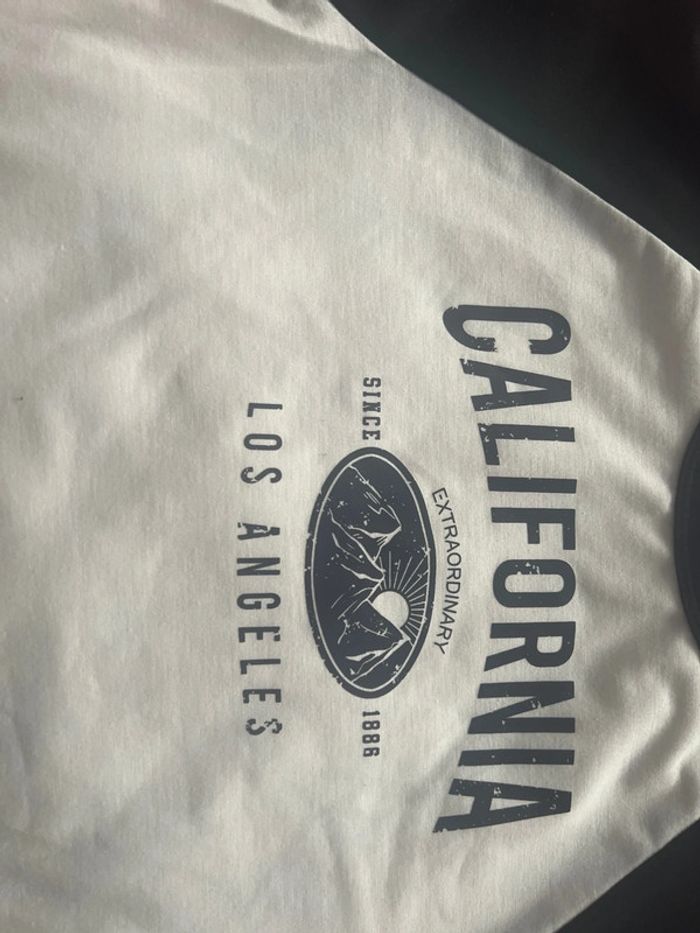 CALIFORNIA
EXTRAORDINARY
SINCE 1886
LOS ANGELES